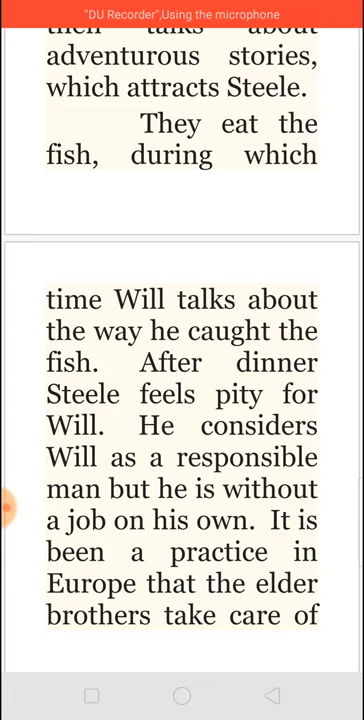 "DU Recorder",Using the microphone
then talks about
adventurous stories,
which attracts Steele.
They eat the
fish, during which
time Will talks about
the way he caught the
fish. After dinner
Steele feels pity for
Will. He considers
Will as a responsible
man but he is without
a job on his own. It is
been a practice in
Europe that the elder
brothers take care of